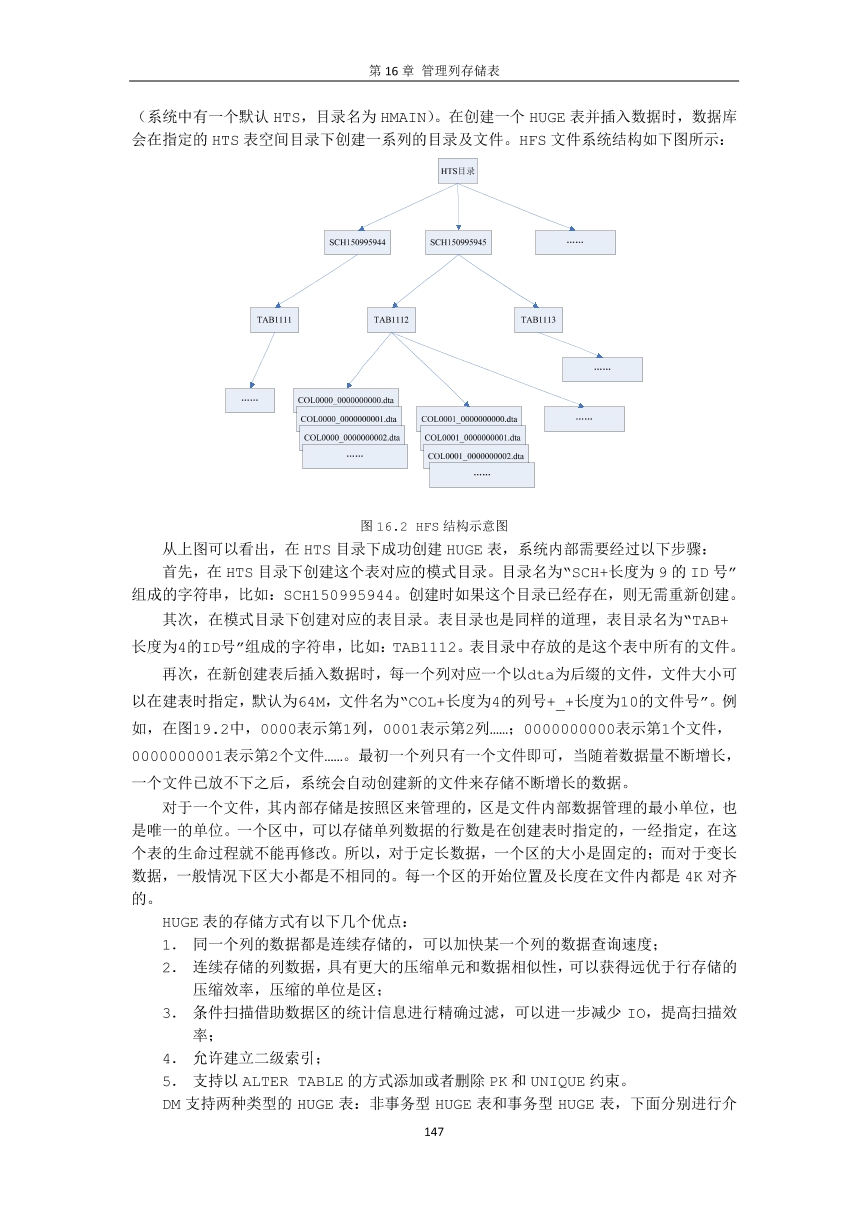 第 16 章 管理列存储表
（系统中有一个默认 HTS，目录名为 HMAIN）。在创建一个 HUGE 表并插入数据时，数据库
会在指定的 HTS 表空间目录下创建一系列的目录及文件。HFS 文件系统结构如下图所示：
HTS目录
SCH150995944
SCH150995945
……
TAB1111
TAB1112
TAB1113
……
……
COL0000_0000000000.dta
COL0000_0000000001.dta
COL0000_0000000002.dta
……
COL0001_0000000000.dta
COL0001_0000000001.dta
COL0001_0000000002.dta
……
……
图 16.2 HFS 结构示意图
从上图可以看出，在 HTS 目录下成功创建 HUGE 表，系统内部需要经过以下步骤：
首先，在 HTS 目录下创建这个表对应的模式目录。目录名为“SCH+长度为 9 的 ID 号”
组成的字符串，比如：SCH150995944。创建时如果这个目录已经存在，则无需重新创建。
其次，在模式目录下创建对应的表目录。表目录也是同样的道理，表目录名为“TAB+
长度为4的ID号”组成的字符串，比如：TAB1112。表目录中存放的是这个表中所有的文件。
再次，在新创建表后插入数据时，每一个列对应一个以dta为后缀的文件，文件大小可
以在建表时指定，默认为64M，文件名为“COL+长度为4的列号+_+长度为10的文件号”。例
如，在图19.2中，0000表示第1列，0001表示第2列……；0000000000表示第1个文件，
0000000001表示第2个文件……。最初一个列只有一个文件即可，当随着数据量不断增长，
一个文件已放不下之后，系统会自动创建新的文件来存储不断增长的数据。
对于一个文件，其内部存储是按照区来管理的，区是文件内部数据管理的最小单位，也
是唯一的单位。一个区中，可以存储单列数据的行数是在创建表时指定的，一经指定，在这
个表的生命过程就不能再修改。所以，对于定长数据，一个区的大小是固定的；而对于变长
数据，一般情况下区大小都是不相同的。每一个区的开始位置及长度在文件内都是 4K 对齐
的。
HUGE 表的存储方式有以下几个优点：
1. 同一个列的数据都是连续存储的，可以加快某一个列的数据查询速度；
2. 连续存储的列数据，具有更大的压缩单元和数据相似性，可以获得远优于行存储的
压缩效率，压缩的单位是区；
3. 条件扫描借助数据区的统计信息进行精确过滤，可以进一步减少 IO，提高扫描效
率；
4. 允许建立二级索引；
5. 支持以 ALTER TABLE 的方式添加或者删除 PK 和 UNIQUE 约束。
DM 支持两种类型的 HUGE 表：非事务型 HUGE 表和事务型 HUGE 表，下面分别进行介
147